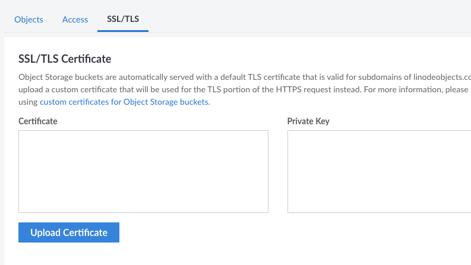 Objects Access SSL/TLS
SSL/TLS Certificate
Object Storage buckets are automatically served with a default TLS certificate that is valid for subdomains of linodeobjects.co
upload a custom certificate that will be used for the TLS portion of the HTTPS request instead. For more information, please
using custom certificates for Object Storage buckets.
Certificate Private Key
Upload Certificate